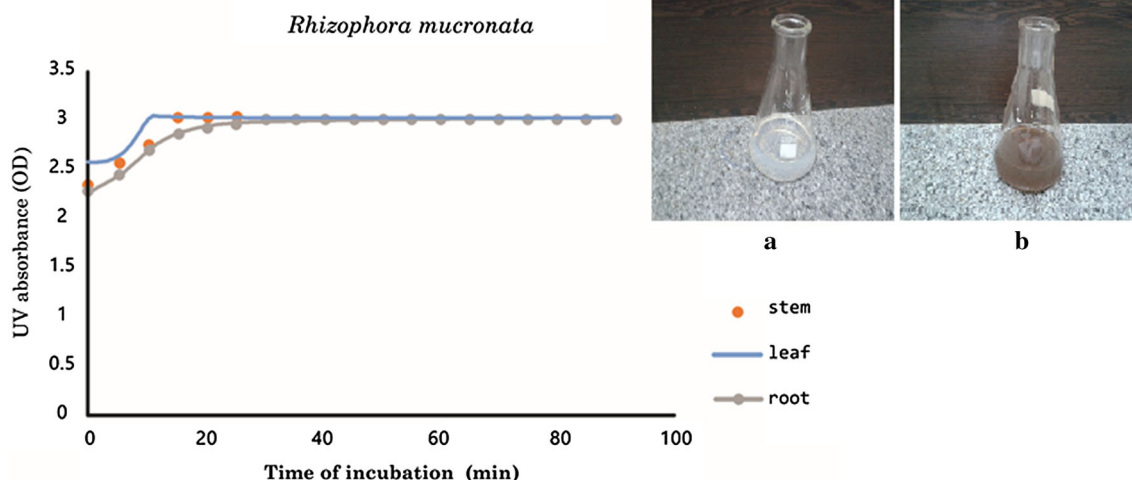 Rhizophora mucronata
3.5
3
2.5
2
1.5
1
0.5
0
UV absorbance (OD)
0 20 40 60 80 100
Time of incubation (min)
a b
stem
leaf
root